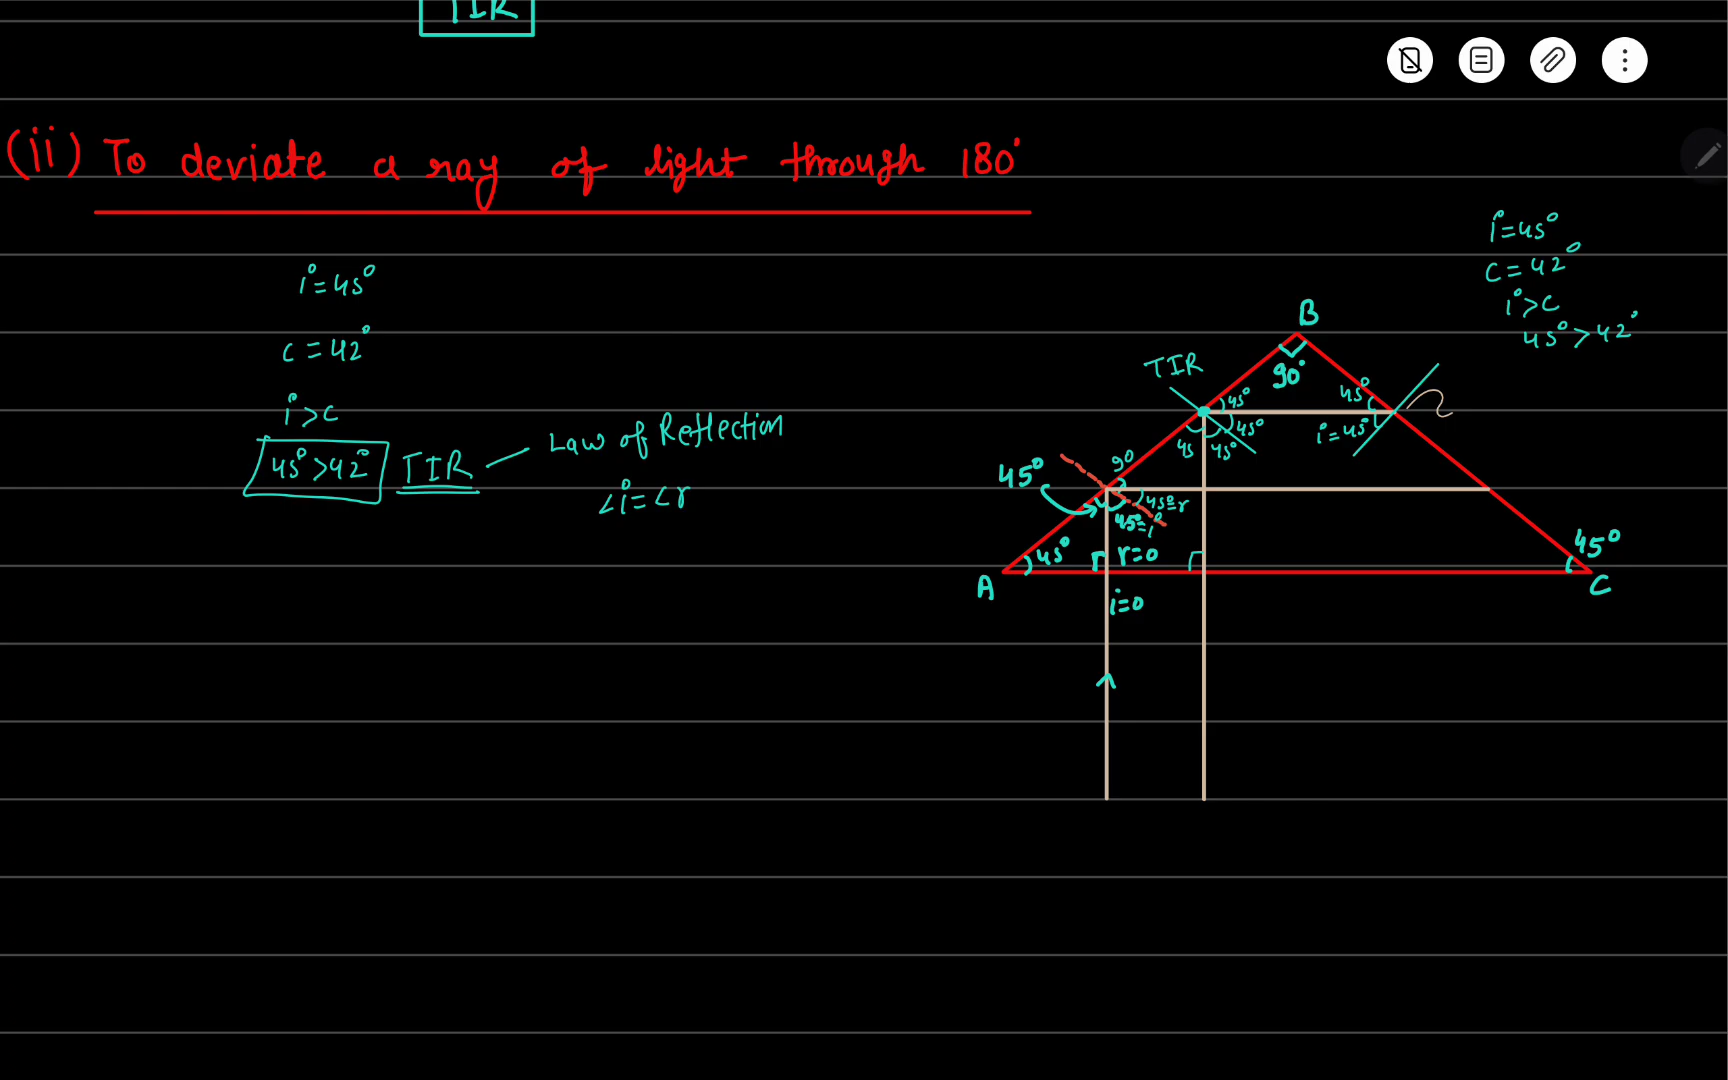 TIR
(ii) To deviate a ray of light through 180°
i=45°
c=42°
i>c
45°>42° TIR
Law of Reflection
∠i=∠r
i=45°
c=42°
i>c
45°>42°
B
90°
TIR
45°
45°
45°
45
45°
i=45°
90
45°
45°=r
45°=i
45°
r=0
45°
A
C
i=0